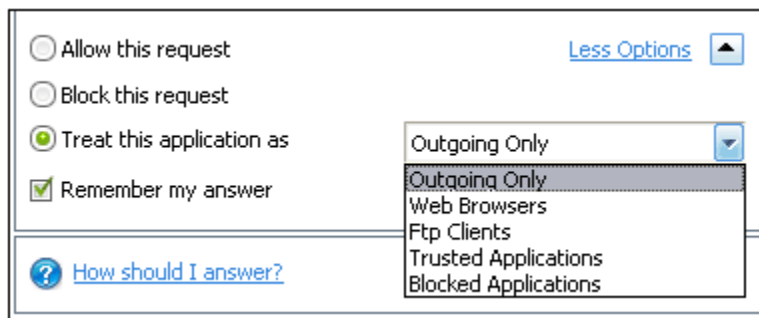 Allow this request
Less Options
Block this request
Treat this application as
Outgoing Only
Outgoing Only
Remember my answer
Web Browsers
Ftp Clients
Trusted Applications
How should I answer?
Blocked Applications